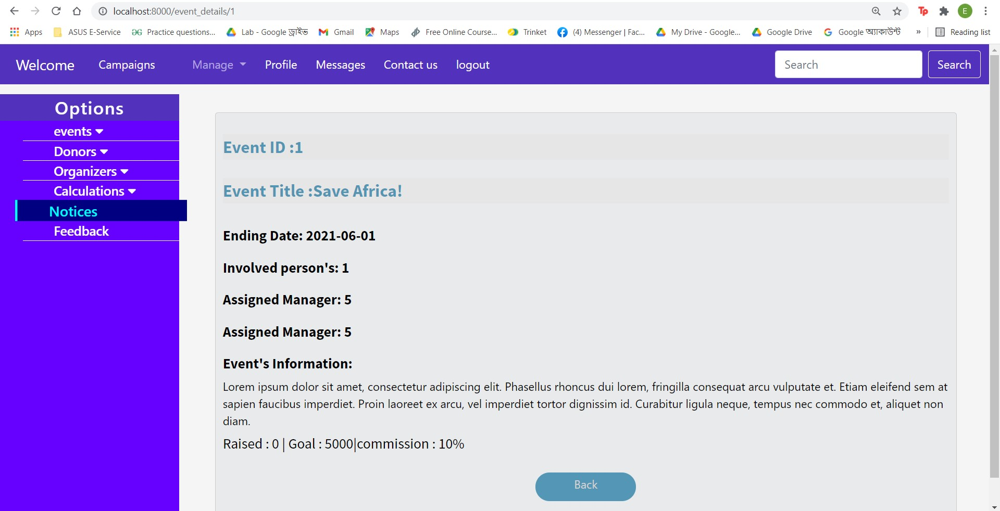 localhost:8000/event_details/1
E
Apps ASUS E-Service Practice questions... Lab - Google ড্রাইভ Gmail Maps Free Online Course... Trinket (4) Messenger | Fac... My Drive - Google... Google Drive Google অ্যাকাউন্ট » Reading list
Welcome Campaigns Manage Profile Messages Contact us logout Search Search
Options
events
Donors
Organizers
Calculations
Notices
Feedback
Event ID :1
Event Title :Save Africa!
Ending Date: 2021-06-01
Involved person's: 1
Assigned Manager: 5
Assigned Manager: 5
Event's Information:
Lorem ipsum dolor sit amet, consectetur adipiscing elit. Phasellus rhoncus dui lorem, fringilla consequat arcu vulputate et. Etiam eleifend sem at
sapien faucibus imperdiet. Proin laoreet ex arcu, vel imperdiet tortor dignissim id. Curabitur ligula neque, tempus nec commodo et, aliquet non
diam.
Raised : 0 | Goal : 5000|commission : 10%
Back